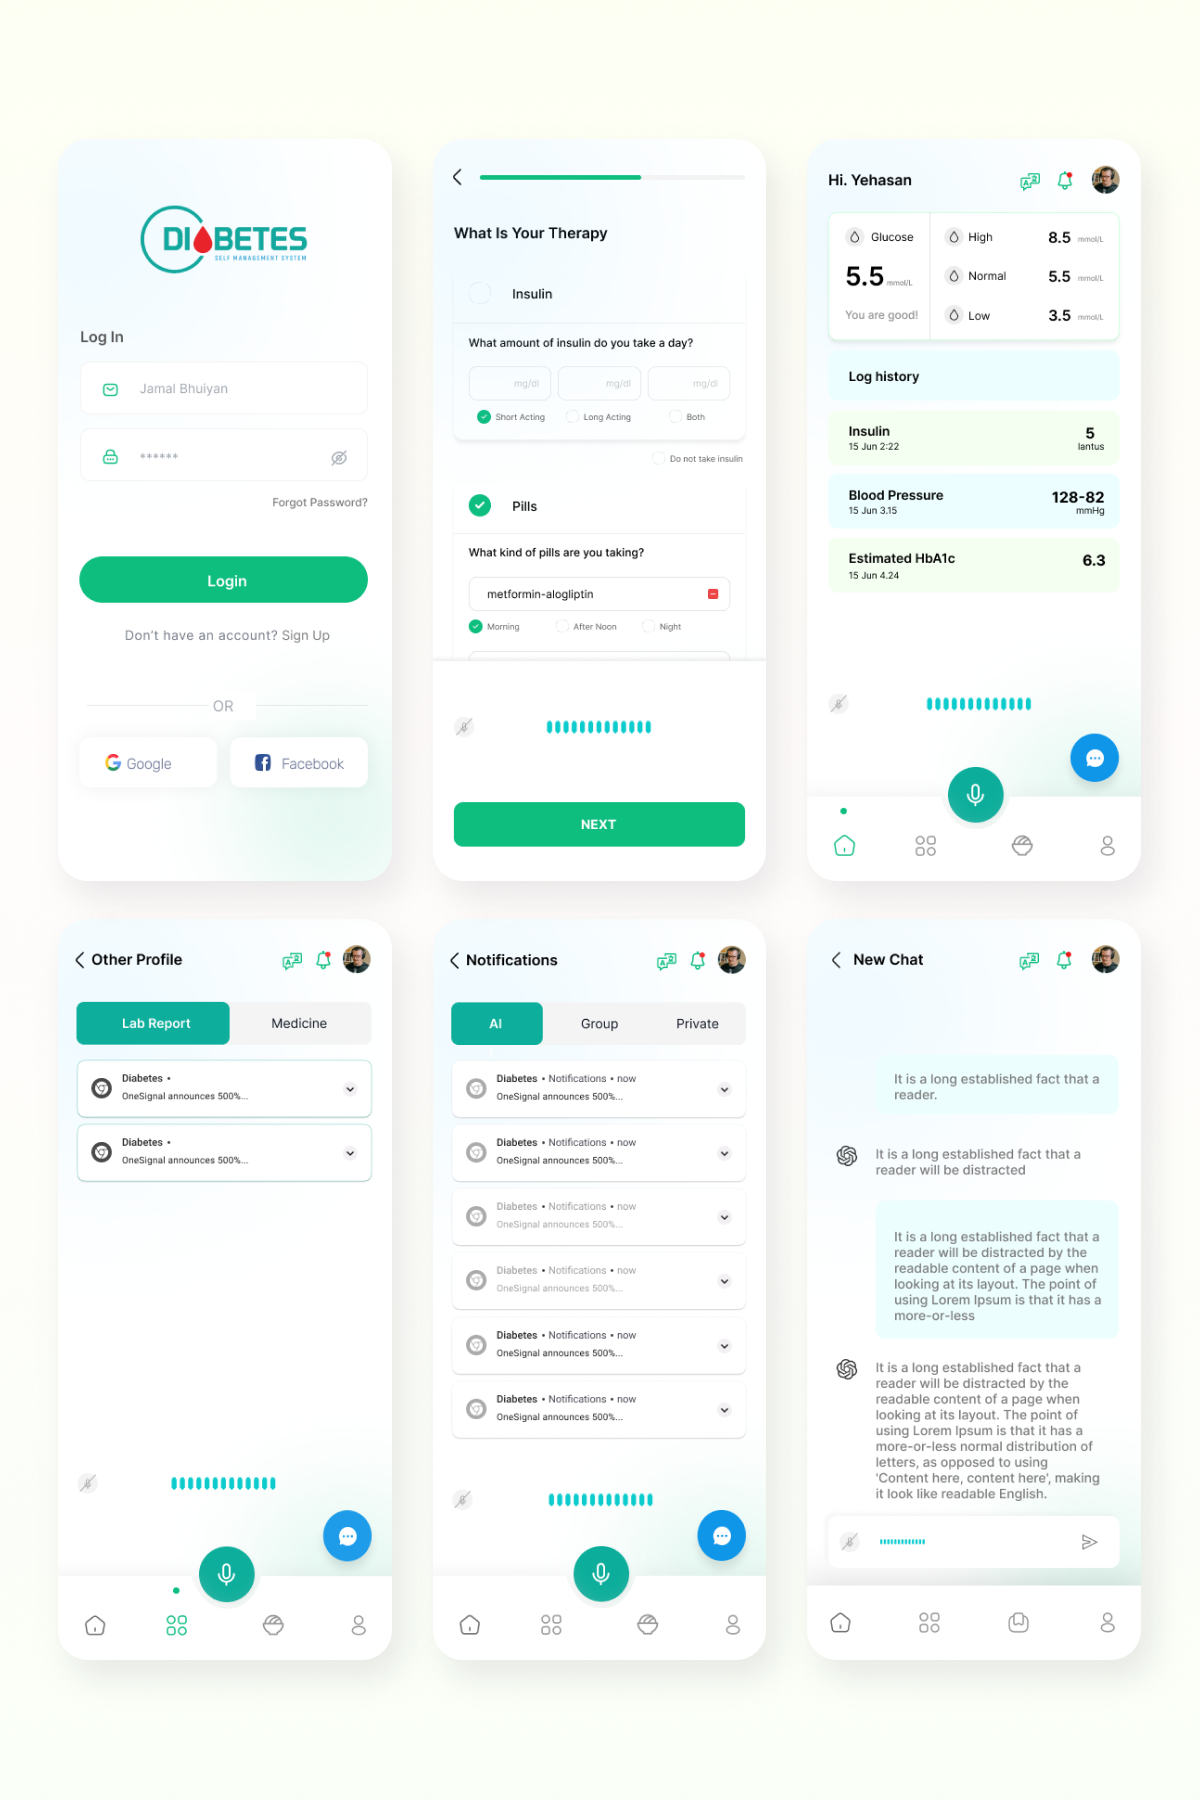 DIABETES
SELF MANAGEMENT SYSTEM
Log In
Jamal Bhuiyan
******
Forgot Password?
Login
Don't have an account? Sign Up
OR
Google
Facebook
What Is Your Therapy
Insulin
What amount of insulin do you take a day?
mg/dl mg/dl mg/dl
Short Acting Long Acting Both
Do not take insulin
Pills
What kind of pills are you taking?
metformin-alogliptin
Morning After Noon Night
NEXT
Hi. Yehasan
Glucose
5.5 mmol/L
You are good!
High 8.5 mmol/L
Normal 5.5 mmol/L
Low 3.5 mmol/L
Log history
Insulin 5
15 Jun 2:22 lantus
Blood Pressure 128-82
15 Jun 3.15 mmHg
Estimated HbA1c 6.3
15 Jun 4.24
Other Profile
Lab Report Medicine
Diabetes •
OneSignal announces 500%...
Diabetes •
OneSignal announces 500%...
Notifications
AI Group Private
Diabetes • Notifications • now
OneSignal announces 500%...
Diabetes • Notifications • now
OneSignal announces 500%...
Diabetes • Notifications • now
OneSignal announces 500%...
Diabetes • Notifications • now
OneSignal announces 500%...
Diabetes • Notifications • now
OneSignal announces 500%...
Diabetes • Notifications • now
OneSignal announces 500%...
New Chat
It is a long established fact that a
reader.
It is a long established fact that a
reader will be distracted
It is a long established fact that a
reader will be distracted by the
readable content of a page when
looking at its layout. The point of
using Lorem Ipsum is that it has a
more-or-less
It is a long established fact that a
reader will be distracted by the
readable content of a page when
looking at its layout. The point of
using Lorem Ipsum is that it has a
more-or-less normal distribution of
letters, as opposed to using
'Content here, content here', making
it look like readable English.